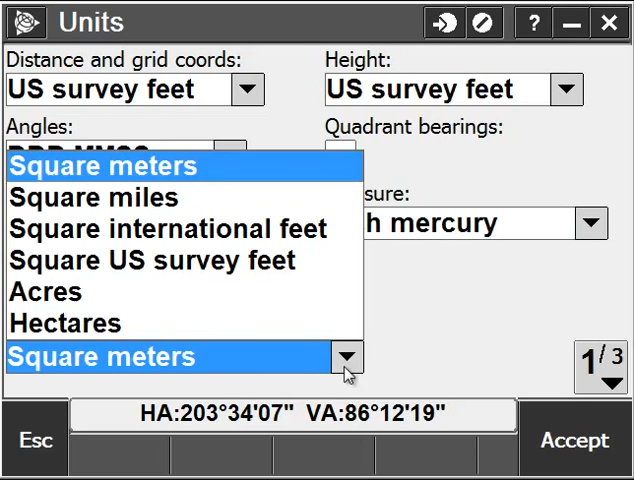 Units
?
Distance and grid coords:
Height:
US survey feet
US survey feet
Angles:
Quadrant bearings:
Square meters
Square miles
sure:
Square international feet
h mercury
Square US survey feet
Acres
Hectares
Square meters
1/3
HA:203°34'07" VA:86°12'19"
Esc
Accept